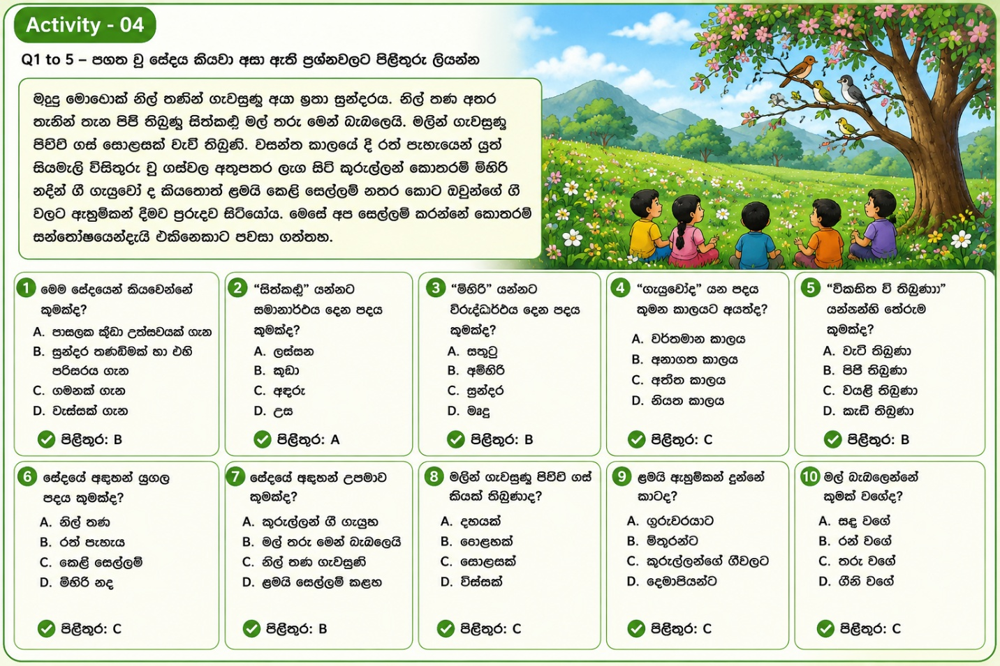 Activity - 04
Q1 to 5 – පහත වූ සේදය කියවා අසා ඇති ප්‍රශ්නවලට පිළිතුරු ලියන්න
මෘදු මොවොක් නිල් තණින් ගැවසුණු අයා භූතා සුන්දරය. නිල් තණ අතර
තැනින් තැන පිපි තිබුණු සිත්කළු මල් තරු මෙන් බැබලෙයි. මලින් ගැවසුණු
පිච්චි ගස් සොළසක් වැවී තිබුණි. වසන්ත කාලයේ දි රත් පැහැයෙන් යුත්
සියමැලි විසිතුරු වූ ගස්වල අතුපතර ලැග සිටි කුරුල්ලන් කොතරම් මිහිරි
නදින් ගී ගැයුවෝ ද කියතොත් ළමයි කෙළි සෙල්ලම් නතර කොට ඔවුන්ගේ ගී
වලට ඇහුම්කන් දීමට පුරුදුව සිටියෝය. මෙසේ අප සෙල්ලම් කරන්නේ කොතරම්
සන්තෝෂයෙන්දැයි එකිනෙකාට පවසා ගත්තහ.
1 මෙම සේදයෙන් කියවෙන්නේ
කුමක්ද?
A. පාසලක ක්‍රීඩා උත්සවයක් ගැන
B. සුන්දර තණබිමක් හා එහි
පරිසරය ගැන
C. ගමනක් ගැන
D. වැස්සක් ගැන
පිළිතුර: B
2 “සිත්කළු” යන්නට
සමානාර්ථය දෙන පදය
කුමක්ද?
A. ලස්සන
B. කුඩා
C. අඳුරු
D. උස
පිළිතුර: A
3 “මිහිරි” යන්නට
විරුද්ධාර්ථය දෙන පදය
කුමක්ද?
A. සතුටු
B. අමිහිරි
C. සුන්දර
D. මෘදු
පිළිතුර: B
4 “ගැයුවෝද” යන පදය
කුමන කාලයට අයත්ද?
A. වර්තමාන කාලය
B. අනාගත කාලය
C. අතීත කාලය
D. නියත කාලය
පිළිතුර: C
5 “විකසිත වි තිබුණා”
යන්නන්හි තේරුම
කුමක්ද?
A. වැටී තිබුණා
B. පිපී තිබුණා
C. වයළි තිබුණා
D. කැඩී තිබුණා
පිළිතුර: B
6 සේදයේ අඳහන් යුගල
පදය කුමක්ද?
A. නිල් තණ
B. රත් පැහැය
C. කෙළි සෙල්ලම්
D. මිහිරි නද
පිළිතුර: C
7 සේදයේ අඳහන් උපමාව
කුමක්ද?
A. කුරුල්ලන් ගී ගැයුහ
B. මල් තරු මෙන් බැබලෙයි
C. නිල් තණ ගැවසුණි
D. ළමයි සෙල්ලම් කළහ
පිළිතුර: B
8 මලින් ගැවසුණු පිච්චි ගස්
කියක් තිබුණාද?
A. දහයක්
B. පොළහක්
C. සොළසක්
D. විස්සක්
පිළිතුර: C
9 ළමයි ඇහුම්කන් දුන්නේ
කාටද?
A. ගුරුවරයාට
B. මිතුරන්ට
C. කුරුල්ලන්ගේ ගීවලට
D. දෙමාපියන්ට
පිළිතුර: C
10 මල් බැබලෙන්නේ
කුමක් වගේද?
A. සඳ වගේ
B. රන් වගේ
C. තරු වගේ
D. ගිනි වගේ
පිළිතුර: C